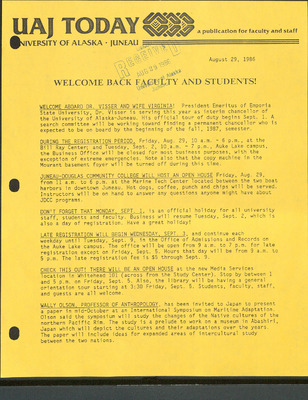 UAJ TODAY
a publication for faculty and staff
UNIVERSITY OF ALASKA - JUNEAU
August 29, 1986
WELCOME BACK FACULTY AND STUDENTS!
WELCOME ABOARD DR. VISSER AND WIFE VIRGINIA! President Emeritus of Emporia
State University, Dr. Visser is serving this year as interim chancellor of
the University of Alaska-Juneau. His official tour of duty begins Sept. 1. A
search committee will be working toward finding a permanent chancellor who is
expected to be on board by the beginning of the fall, 1987, semester.
DURING THE REGISTRATION PERIOD, Friday, Aug. 29, 10 a.m. - 6 p.m., at the
Bill Ray Center; and Tuesday, Sept. 2, 10 a.m. - 7 p.m., Auke Lake campus,
the Business Office will be closed for normal business purposes, with the
exception of extreme emergencies. Note also that the copy machine in the
Mourant basement foyer will be turned off during this time.
JUNEAU-DOUGLAS COMMUNITY COLLEGE WILL HOST AN OPEN HOUSE Friday, Aug. 29,
from 11 a.m. to 6 p.m. at the Marine Tech Center located between the two boat
harbors in downtown Juneau. Hot dogs, coffee, punch and chips will be served.
Instructors will be on hand to answer any questions anyone might have about
JDCC programs.
DON'T FORGET THAT MONDAY, SEPT. 1, is an official holiday for all university
staff, students and faculty. Business will resume Tuesday, Sept. 2, which is
also a day of registration. Have a great holiday!
LATE REGISTRATION WILL BEGIN WEDNESDAY, SEPT. 3, and continue each
weekday until Tuesday, Sept. 9, in the Office of Admissions and Records on
the Auke Lake campus. The office will be open from 9 a.m. to 7 p.m. for late
registration except for Friday, Sept. 5. Hours that day will be from 9 a.m. to
5 p.m. The late registration fee is $5 through Sept. 9.
CHECK THIS OUT! THERE WILL BE AN OPEN HOUSE at the new Media Services
location in Whitehead 101 (across from the Study Center). Stop by between 1
and 5 p.m. on Friday, Sept. 5. Also, the library will be having a general
orientation tour starting at 3:30 Friday, Sept. 5. Students, faculty, staff,
and guests are all welcome.
WALLY OLSON, PROFESSOR OF ANTHROPOLOGY, has been invited to Japan to present
a paper in mid-October at an International Symposium on Maritime Adaptation.
Olson said the symposium will study the changes of the Native cultures of the
northern Pacific Rim. The study is a prelude to work on a museum in Abashiri,
Japan which will depict the cultures and their adaptations over the years.
The paper will include ideas for expanded areas of intercultural study
between the two nations.